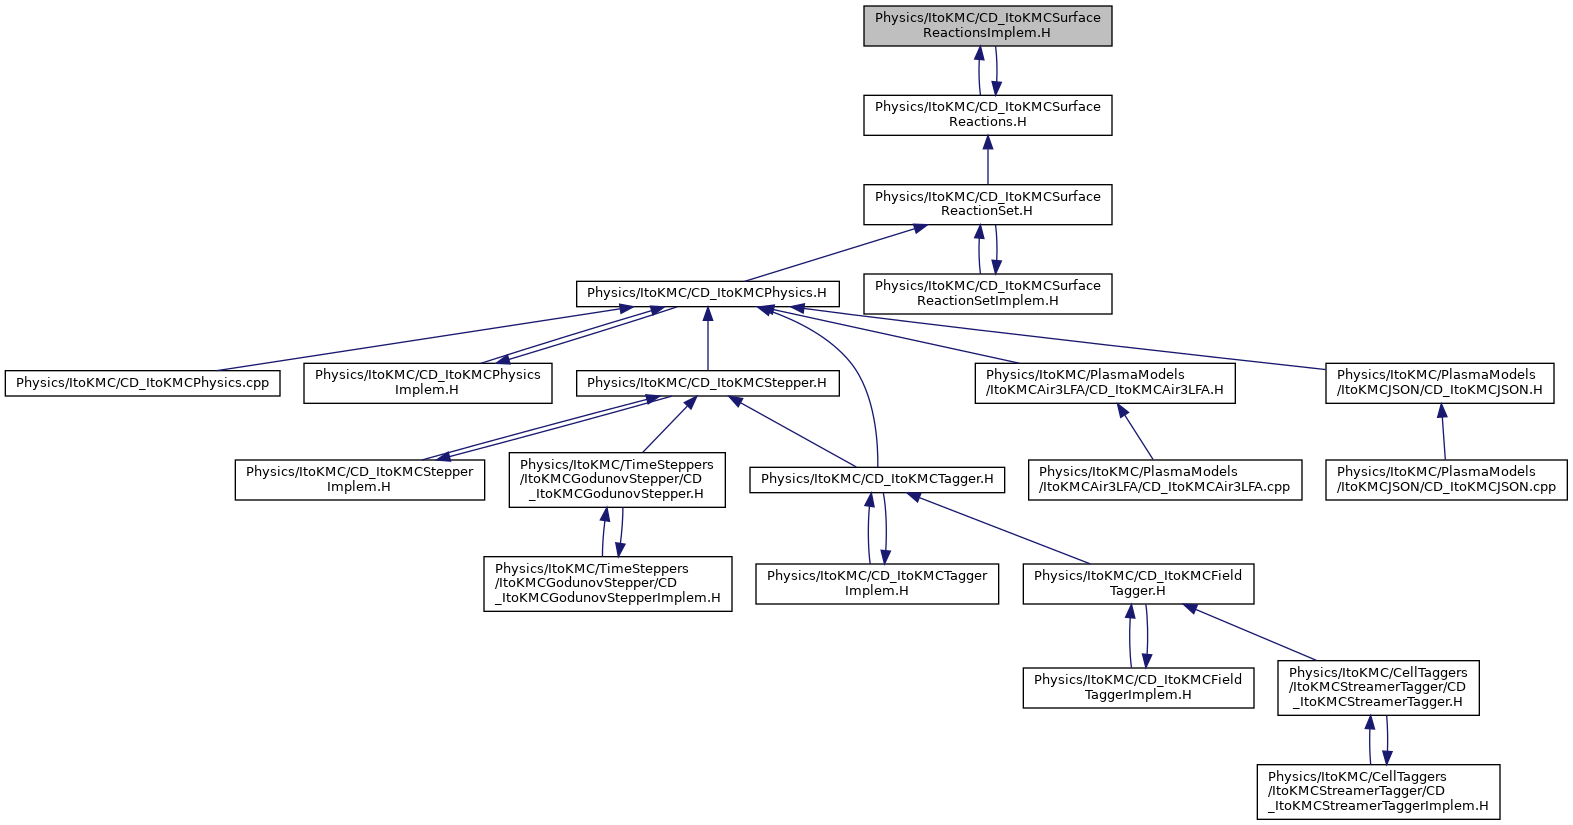 Physics/ItoKMC/CD_ItoKMCSurface
ReactionsImplem.H
Physics/ItoKMC/CD_ItoKMCSurface
Reactions.H
Physics/ItoKMC/CD_ItoKMCSurface
ReactionSet.H
Physics/ItoKMC/CD_ItoKMCPhysics.H
Physics/ItoKMC/CD_ItoKMCSurface
ReactionSetImplem.H
Physics/ItoKMC/CD_ItoKMCPhysics.cpp
Physics/ItoKMC/CD_ItoKMCPhysics
Implem.H
Physics/ItoKMC/CD_ItoKMCStepper.H
Physics/ItoKMC/PlasmaModels
/ItoKMCAir3LFA/CD_ItoKMCAir3LFA.H
Physics/ItoKMC/PlasmaModels
/ItoKMCJSON/CD_ItoKMCJSON.H
Physics/ItoKMC/CD_ItoKMCStepper
Implem.H
Physics/ItoKMC/TimeSteppers
/ItoKMCGodunovStepper/CD
_ItoKMCGodunovStepper.H
Physics/ItoKMC/CD_ItoKMCTagger.H
Physics/ItoKMC/PlasmaModels
/ItoKMCAir3LFA/CD_ItoKMCAir3LFA.cpp
Physics/ItoKMC/PlasmaModels
/ItoKMCJSON/CD_ItoKMCJSON.cpp
Physics/ItoKMC/TimeSteppers
/ItoKMCGodunovStepper/CD
_ItoKMCGodunovStepperImplem.H
Physics/ItoKMC/CD_ItoKMCTagger
Implem.H
Physics/ItoKMC/CD_ItoKMCField
Tagger.H
Physics/ItoKMC/CD_ItoKMCField
TaggerImplem.H
Physics/ItoKMC/CellTaggers
/ItoKMCStreamerTagger/CD
_ItoKMCStreamerTagger.H
Physics/ItoKMC/CellTaggers
/ItoKMCStreamerTagger/CD
_ItoKMCStreamerTaggerImplem.H